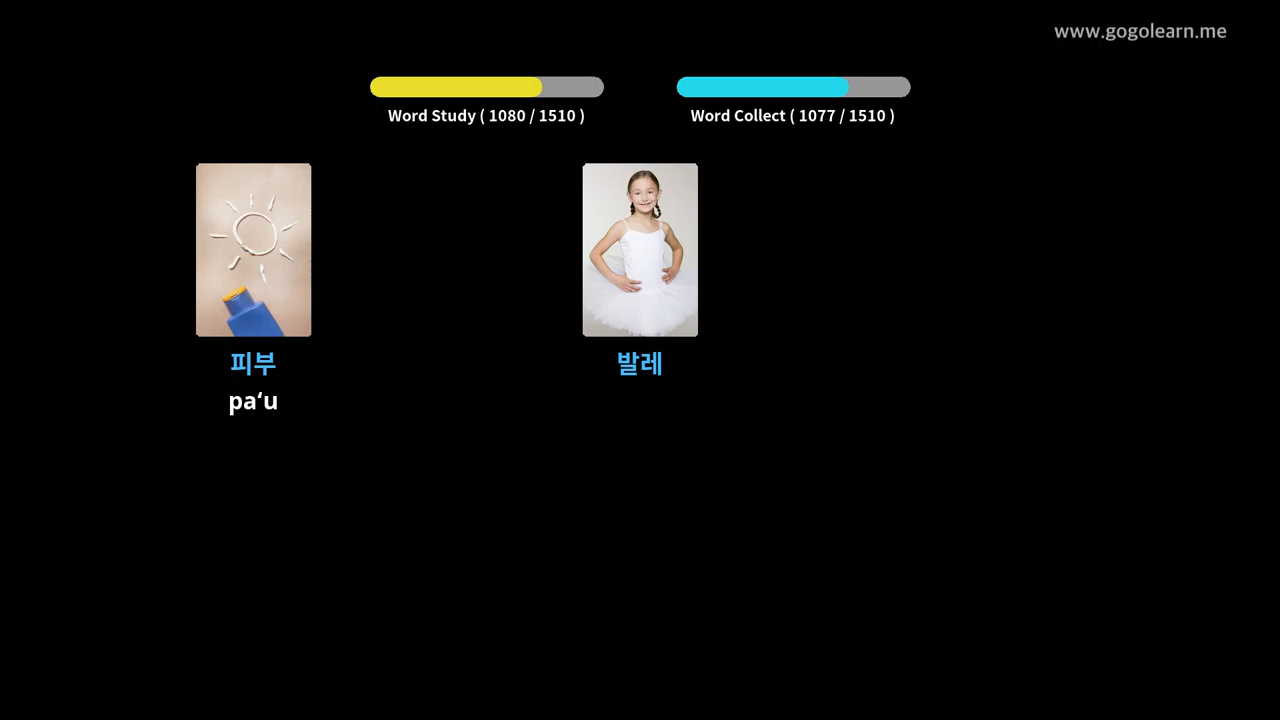 www.gogolearn.me
Word Study ( 1080 / 1510 )
Word Collect ( 1077 / 1510 )
피부
발레
pa‘u